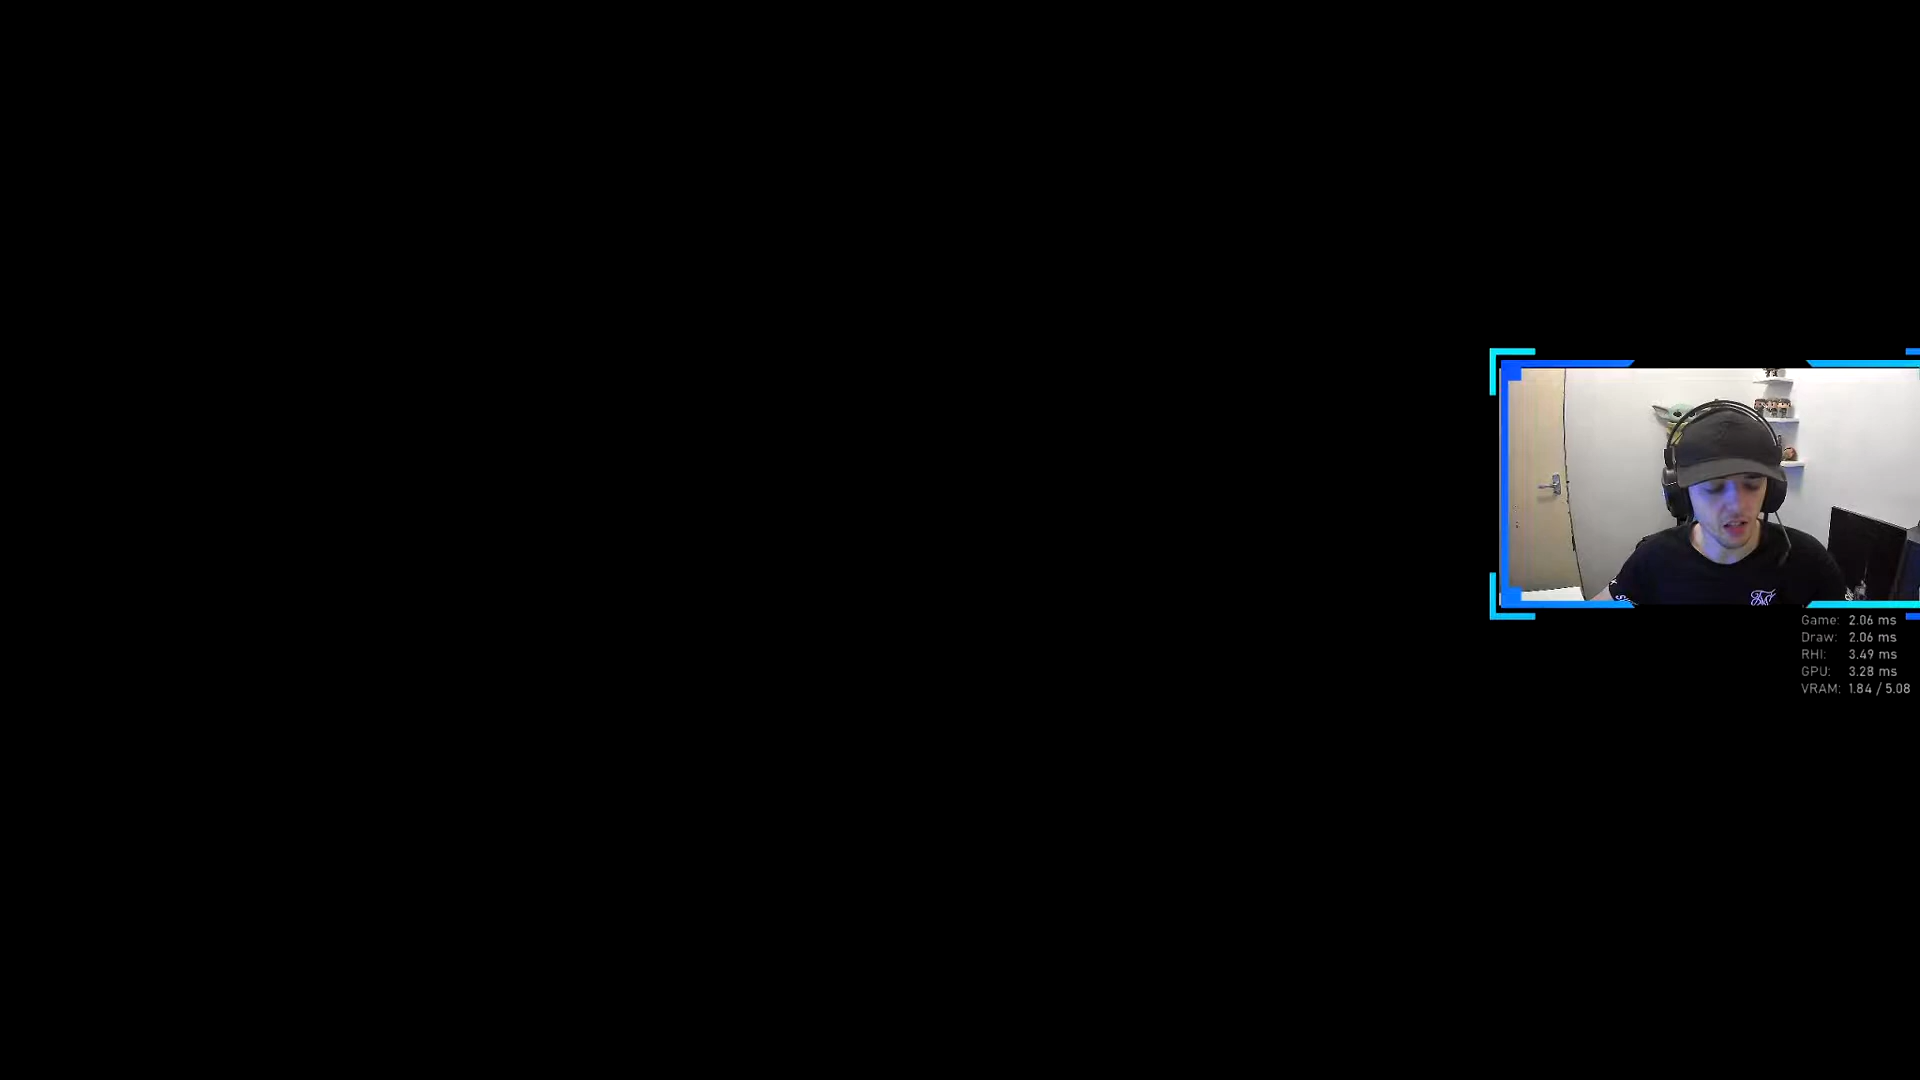 Game: 2.06 ms
Draw: 2.06 ms
RHI: 3.49 ms
GPU: 3.28 ms
VRAM: 1.84 / 5.08